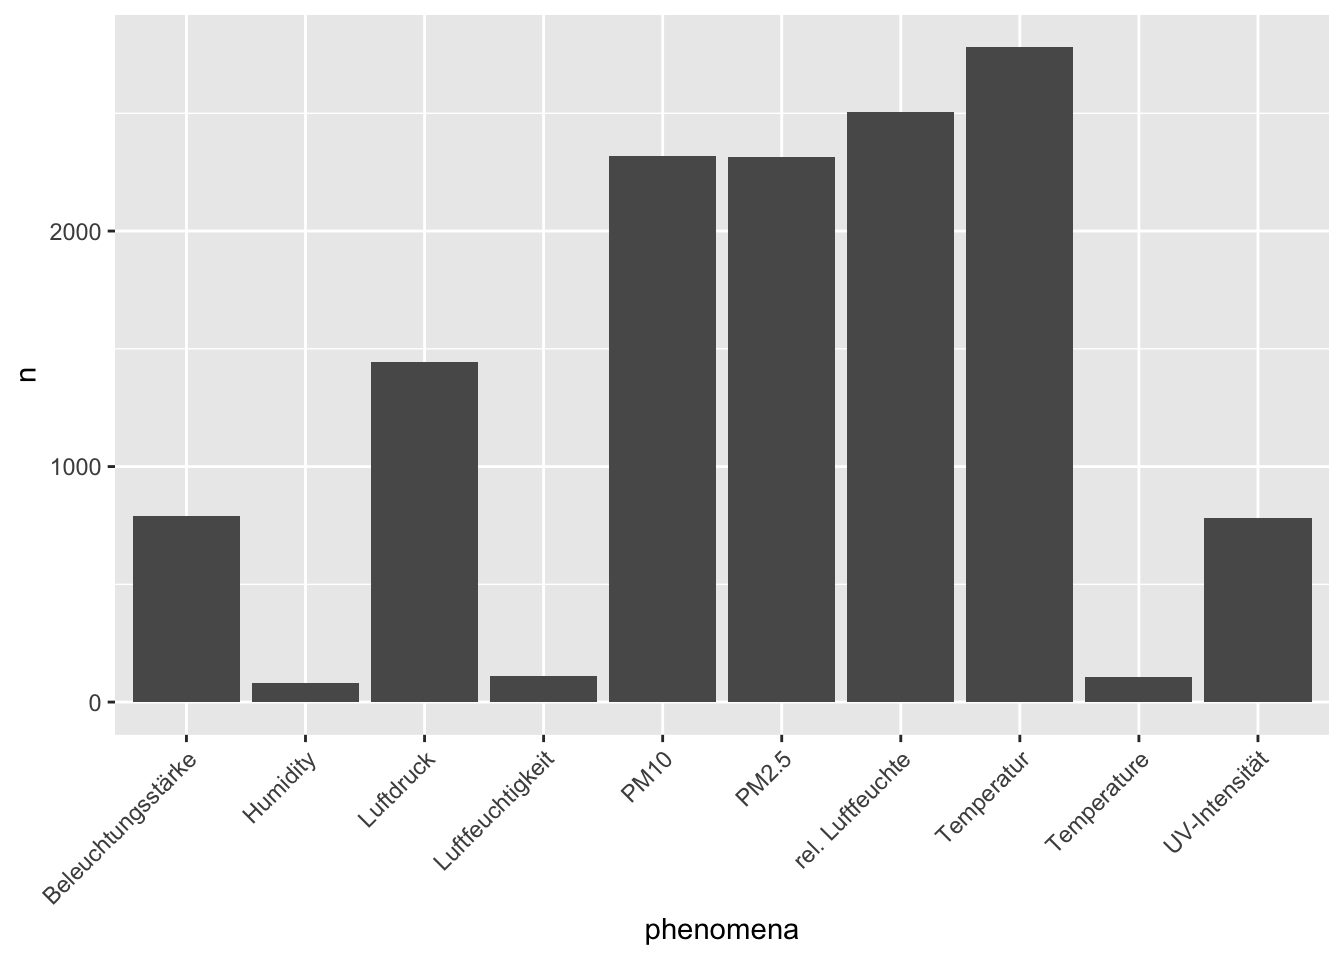 2000
1000
0
n
Beleuchtungsstärke
Humidity
Luftdruck
Luftfeuchtigkeit
PM10
PM2.5
rel. Luftfeuchte
Temperatur
Temperature
UV-Intensität
phenomena